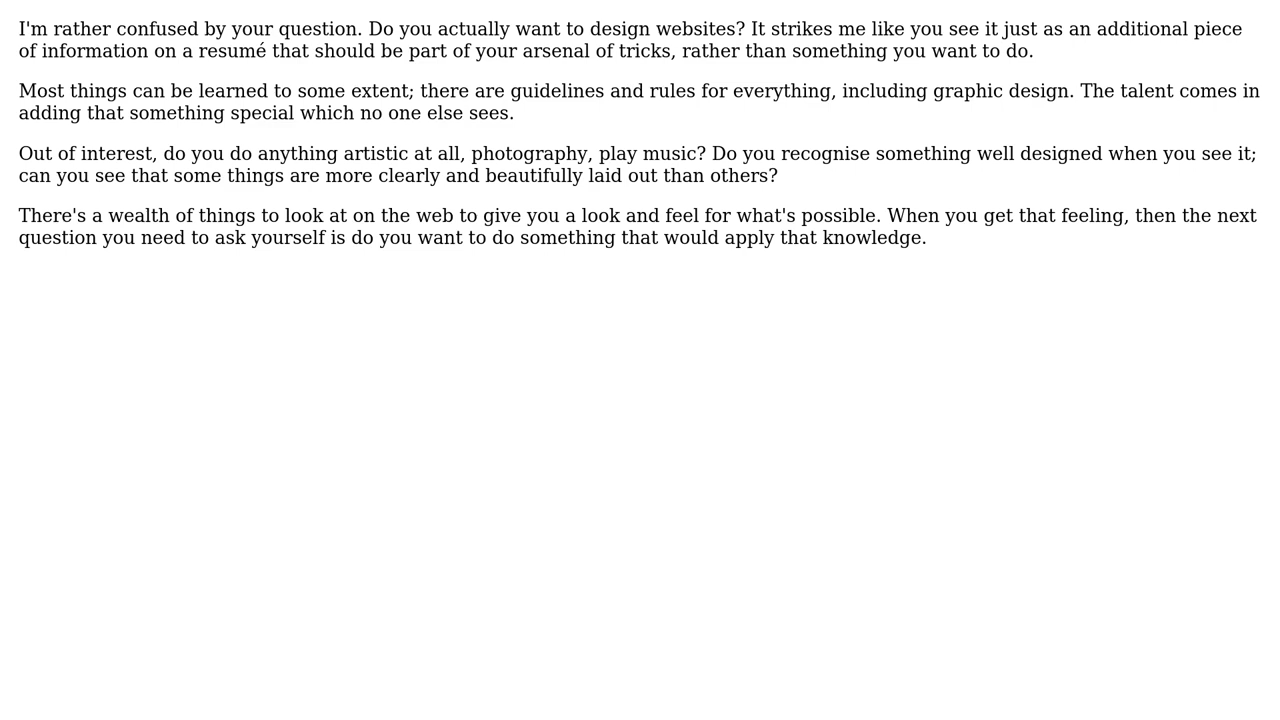 I'm rather confused by your question. Do you actually want to design websites? It strikes me like you see it just as an additional piece
of information on a resumé that should be part of your arsenal of tricks, rather than something you want to do.
Most things can be learned to some extent; there are guidelines and rules for everything, including graphic design. The talent comes in
adding that something special which no one else sees.
Out of interest, do you do anything artistic at all, photography, play music? Do you recognise something well designed when you see it;
can you see that some things are more clearly and beautifully laid out than others?
There's a wealth of things to look at on the web to give you a look and feel for what's possible. When you get that feeling, then the next
question you need to ask yourself is do you want to do something that would apply that knowledge.